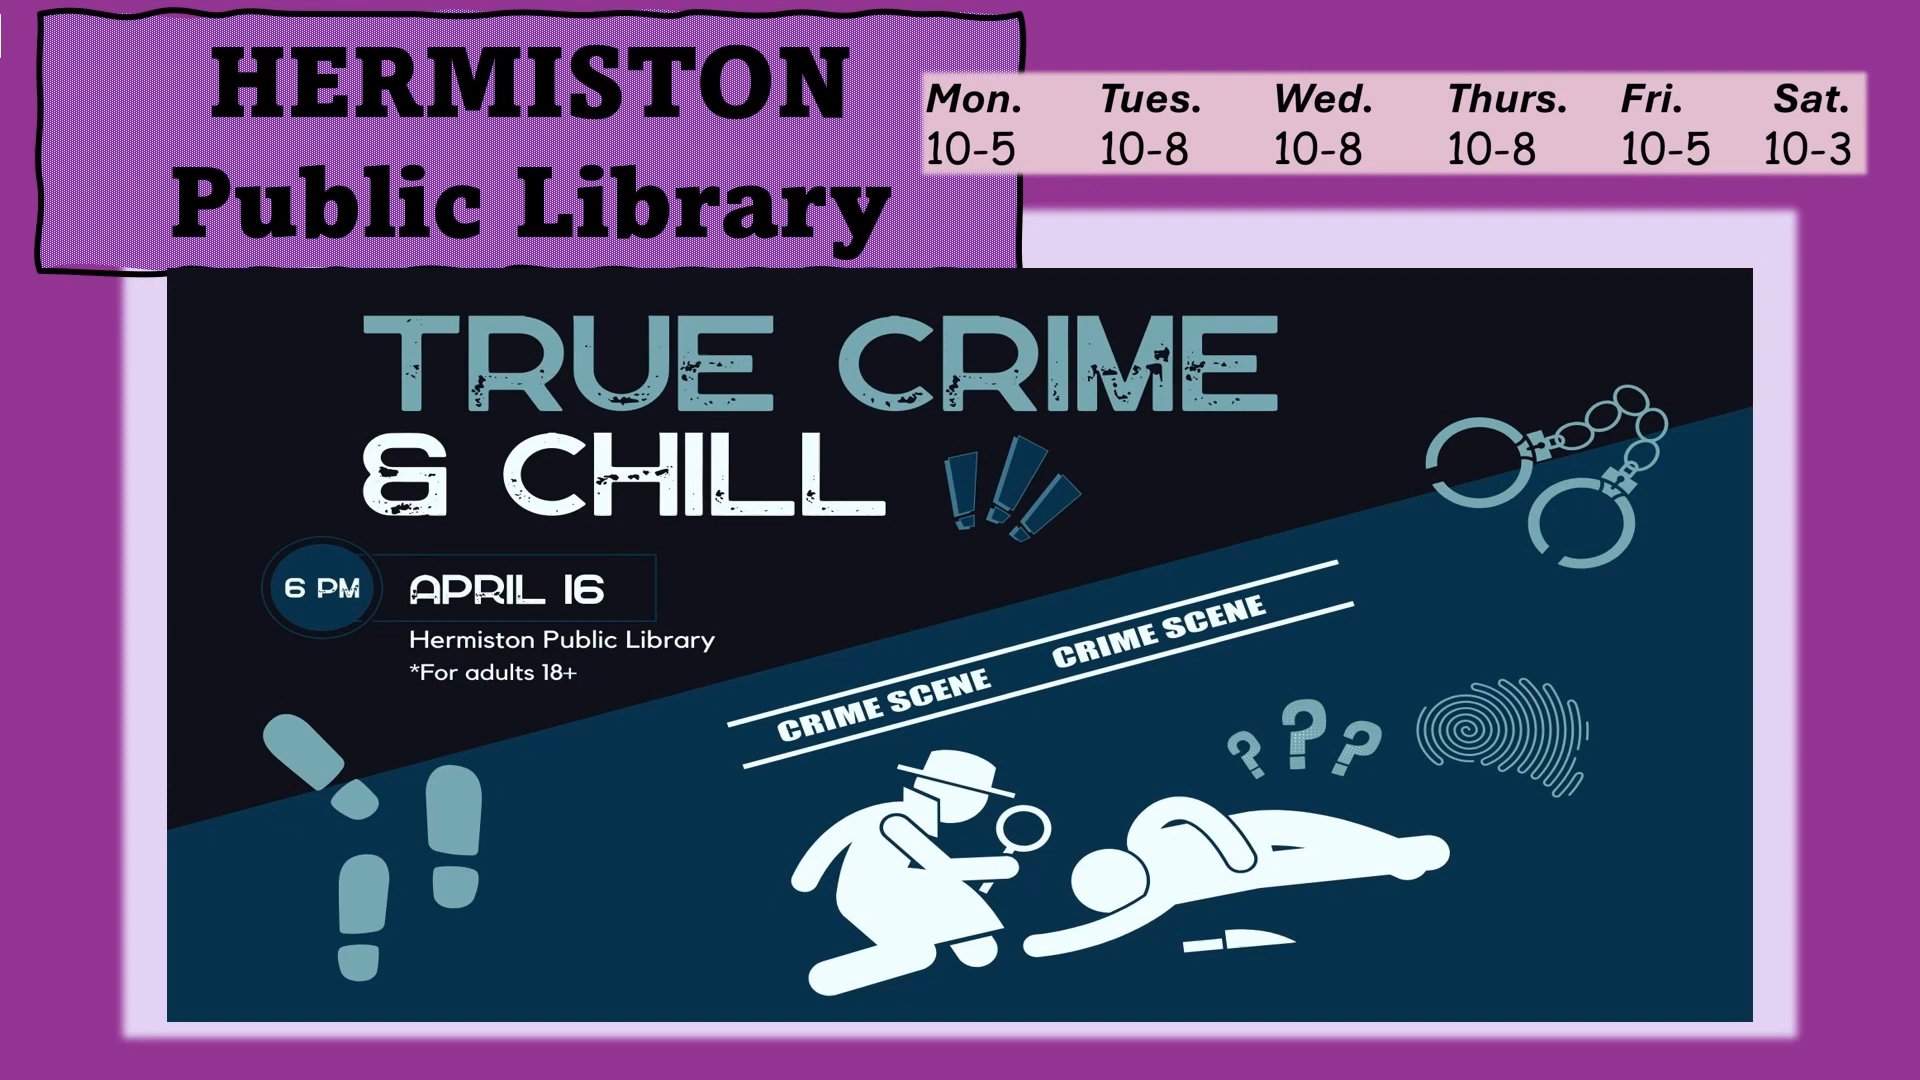 HERMISTON
Public Library
Mon. Tues. Wed. Thurs. Fri. Sat.
10-5 10-8 10-8 10-8 10-5 10-3
TRUE CRIME
& CHILL
6 PM APRIL 16
Hermiston Public Library
*For adults 18+
CRIME SCENE CRIME SCENE
???